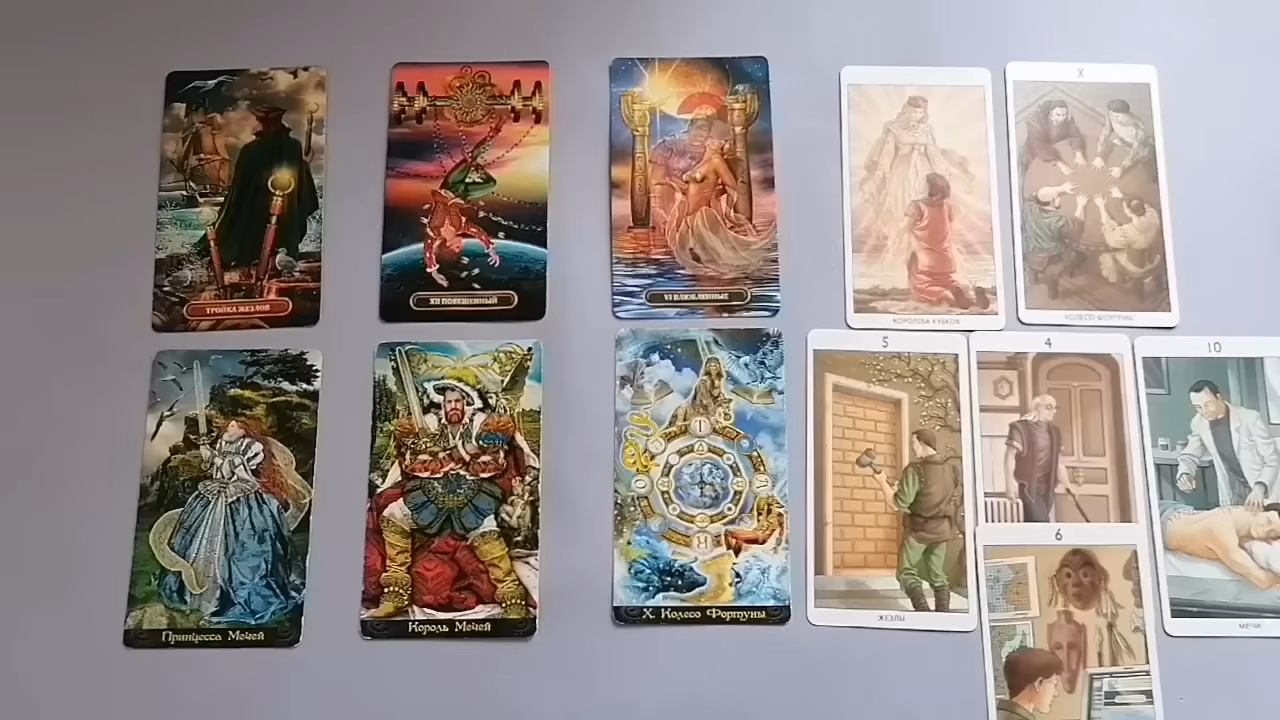 ТРОЙКА ЖЕЗЛОВ
XII ПОВЕШЕННЫЙ
VI ВЛЮБЛЕННЫЕ
КОРОЛЕВА КУБКОВ
X
КОЛЕСО ФОРТУНЫ
Принцесса Мечей
Король Мечей
X. Колесо Фортуны
5
ЖЕЗЛЫ
4
10
МЕЧИ
6